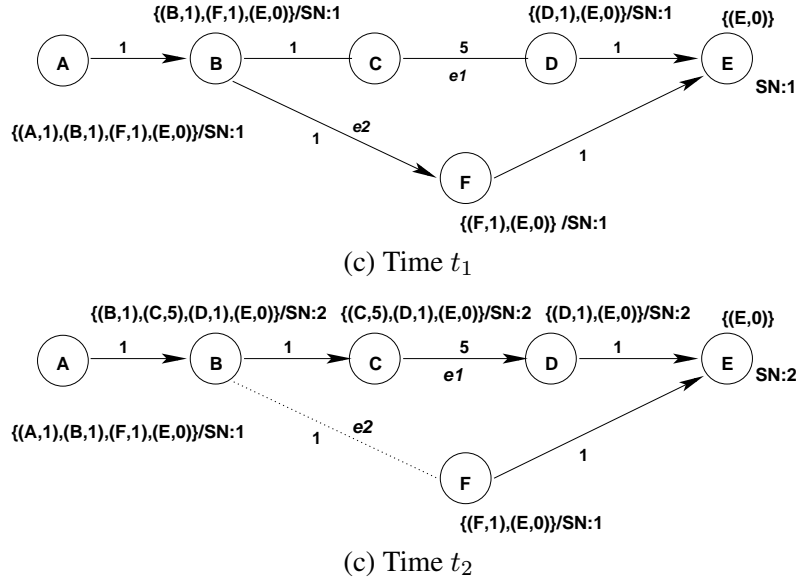 {(B,1),(F,1),(E,0)}/SN:1 {(D,1),(E,0)}/SN:1 {(E,0)}
1 1 5 1
A B C D E
e1
SN:1
{(A,1),(B,1),(F,1),(E,0)}/SN:1 1 e2 1
F
{(F,1),(E,0)} /SN:1
(c) Time t₁
{(B,1),(C,5),(D,1),(E,0)}/SN:2 {(C,5),(D,1),(E,0)}/SN:2 {(D,1),(E,0)}/SN:2 {(E,0)}
1 1 5 1
A B C D E
e1
SN:2
{(A,1),(B,1),(F,1),(E,0)}/SN:1 1 e2 1
F
{(F,1),(E,0)}/SN:1
(c) Time t₂